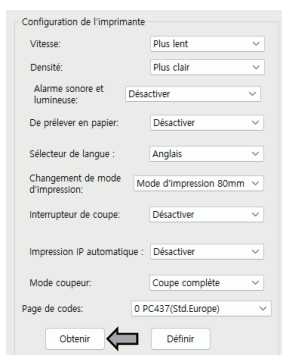 Configuration de l'imprimante
Vitesse: Plus lent
Densité: Plus clair
Alarme sonore et
lumineuse: Désactiver
De prélever en papier: Désactiver
Sélecteur de langue : Anglais
Changement de mode
d'impression: Mode d'impression 80mm
Interrupteur de coupe: Désactiver
Impression IP automatique : Désactiver
Mode coupeur: Coupe complète
Page de codes: 0 PC437(Std.Europe)
Obtenir Définir